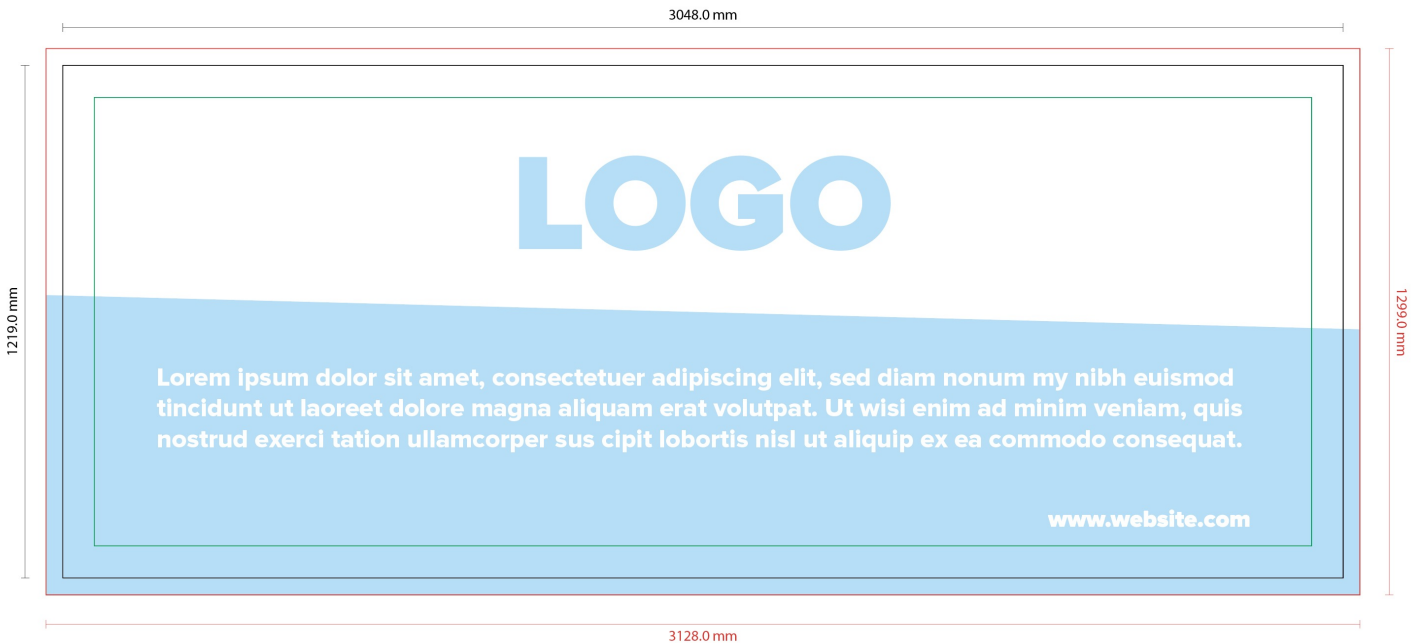 3048.0 mm
LOGO
1219.0 mm
1299.0 mm
Lorem ipsum dolor sit amet, consectetuer adipiscing elit, sed diam nonum my nibh euismod
tincidunt ut laoreet dolore magna aliquam erat volutpat. Ut wisi enim ad minim veniam, quis
nostrud exerci tation ullamcorper sus cipit lobortis nisl ut aliquip ex ea commodo consequat.
www.website.com
3128.0 mm